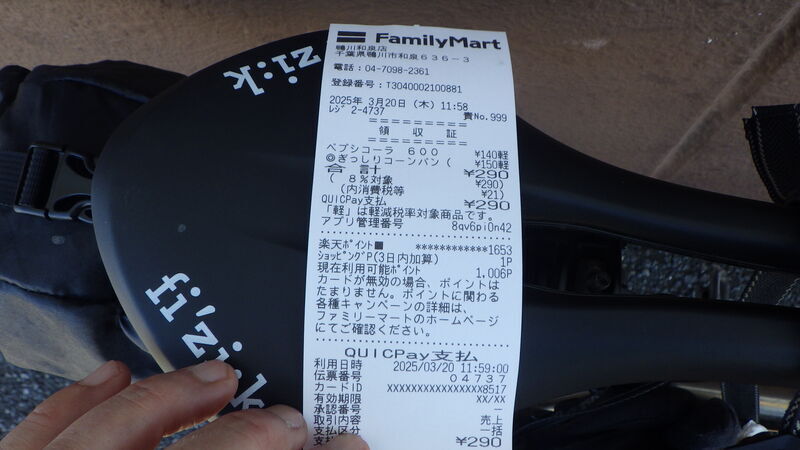 FamilyMart
鴨川和泉店
千葉県鴨川市和泉636-3
電話:04-7098-2361
登録番号:T3040002100881
2025年 3月20日(木)11:58
レジ 2-4737 責No.999
領 収 証
ペプシコーラ 600 ¥140軽
◎ぎっしりコーンパン( ¥150軽
合 計 ¥290
( 8%対象 ¥290)
(内消費税等 ¥21)
QUICPay支払 ¥290
「軽」は軽減税率対象商品です。
アプリ管理番号 8qv6pi0n42
楽天ポイント■ ************1653
ショッピングP(3日内加算) 1P
現在利用可能ポイント 1,006P
カードが無効の場合、ポイントは
たまりません。ポイントに関わる
各種キャンペーンの詳細は、
ファミリーマートのホームページ
にてご確認ください。
QUICPay支払
利用日時 2025/03/20 11:59:00
伝票番号 04737
カードID XXXXXXXXXXXXXXXX8517
有効期限 XX/XX
承認番号 -
取引内容 売上
支払区分 一括
¥290
zi:k
fi'zi:k